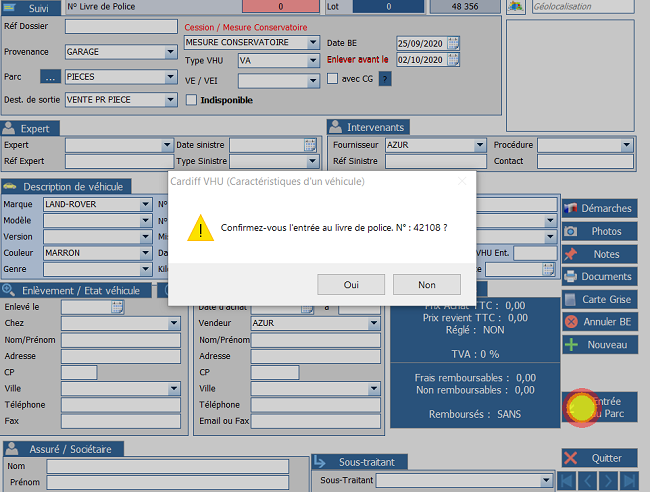 Suivi N° Livre de Police 0 Lot 0 48 356 Géolocalisation
Réf Dossier Cession / Mesure Conservatoire
MESURE CONSERVATOIRE Date BE 25/09/2020
Provenance GARAGE Type VHU VA Enlever avant le 02/10/2020
Parc ... PIECES VE / VEI avec CG ?
Dest. de sortie VENTE PR PIECE Indisponible
Expert Intervenants
Expert Date sinistre Fournisseur AZUR Procédure
Réf Expert Type Sinistre Réf Sinistre Contact
Cardiff VHU (Caractéristiques d'un véhicule)
Confirmez-vous l'entrée au livre de police. N° : 42108 ?
Oui Non
Description de véhicule
Marque LAND-ROVER N° Démarches
Modèle N° Photos
Version Notes
Couleur MARRON VHU Ent. Documents
Genre Carte Grise
Enlèvement / Etat véhicule Annuler BE
Enlevé le Date d'achat à Prix Achat TTC : 0,00
Chez Vendeur AZUR Prix revient TTC : 0,00
Réglé : NON
Nouveau
Nom/Prénom Nom/Prénom
Adresse Adresse TVA : 0 %
CP CP Frais remboursables : 0,00
Ville Ville Non remboursables : 0,00
Téléphone Téléphone
Fax Email ou Fax Remboursés : SANS
Entrée
Parc
Assuré / Sociétaire Sous-traitant Quitter
Nom
Prénom Sous-Traitant